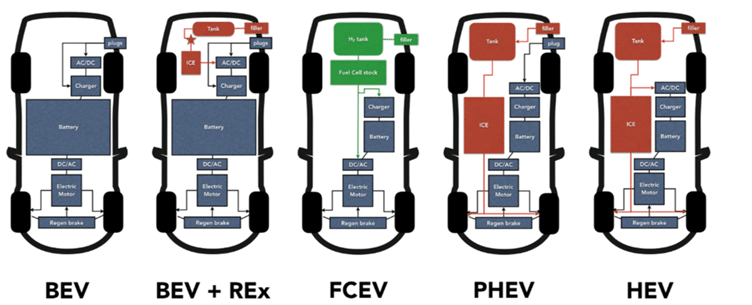 plugs
AC/DC
Charger
Battery
DC/AC
Electric
Motor
Regen brake
BEV
Tank
filler
plugs
ICE
AC/DC
Charger
Battery
DC/AC
Electric
Motor
Regen brake
BEV + REx
H₂ tank
filler
Fuel Cell stock
Charger
Battery
DC/AC
Electric
Motor
Regen brake
FCEV
Tank
filler
plug
AC/DC
Charger
ICE
Battery
DC/AC
Electric
Motor
Regen brake
PHEV
Tank
filler
AC/DC
Charger
ICE
Battery
DC/AC
Electric
Motor
Regen brake
HEV